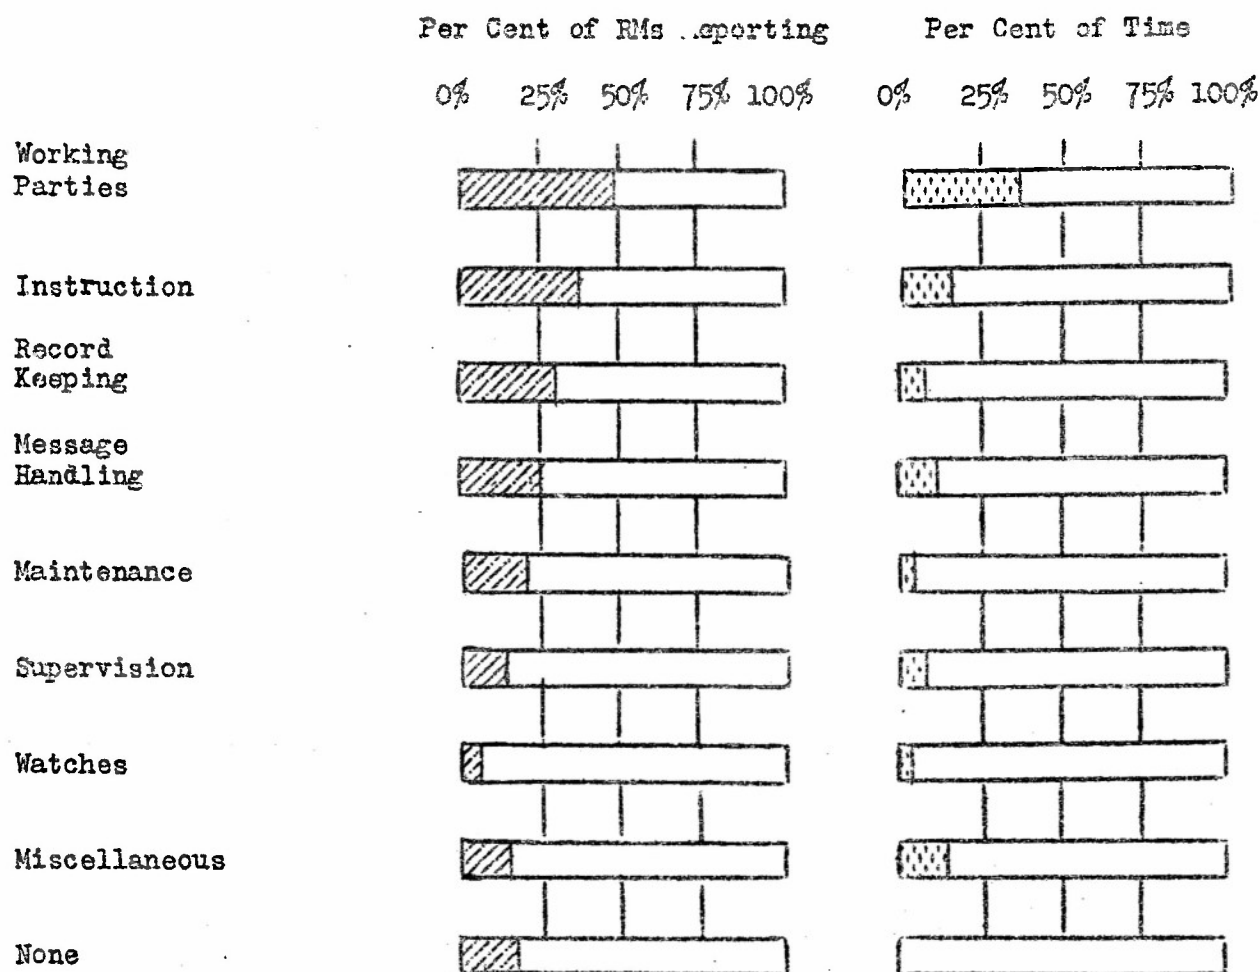 Per Cent of RMs Reporting Per Cent of Time
0% 25% 50% 75% 100% 0% 25% 50% 75% 100%
Working
Parties
Instruction
Record
Keeping
Message
Handling
Maintenance
Supervision
Watches
Miscellaneous
None